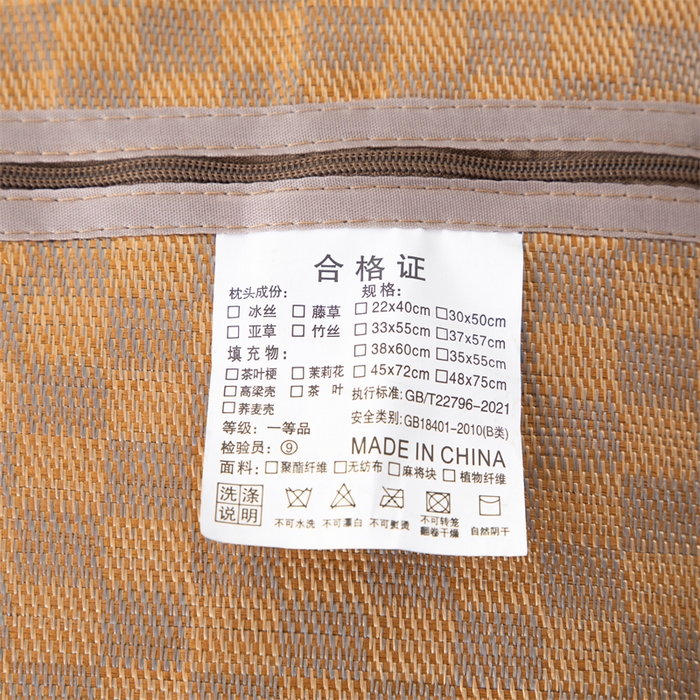 合格证
枕头成份：
□ 冰丝 □ 藤草
□ 亚草 □ 竹丝
填充物：
□茶叶梗 □茉莉花
□高梁壳 □茶 叶
□荞麦壳
等级：一等品
检验员：⑨
规格：
□22x40cm □30x50cm
□33x55cm □37x57cm
□38x60cm □35x55cm
□45x72cm □48x75cm
执行标准：GB/T22796-2021
安全类别：GB18401-2010(B类)
MADE IN CHINA
面料：□聚酯纤维 □无纺布 □麻将块 □植物纤维
洗涤
说明
不可水洗 不可漂白 不可熨烫 不可转笼翻卷干燥 自然阴干